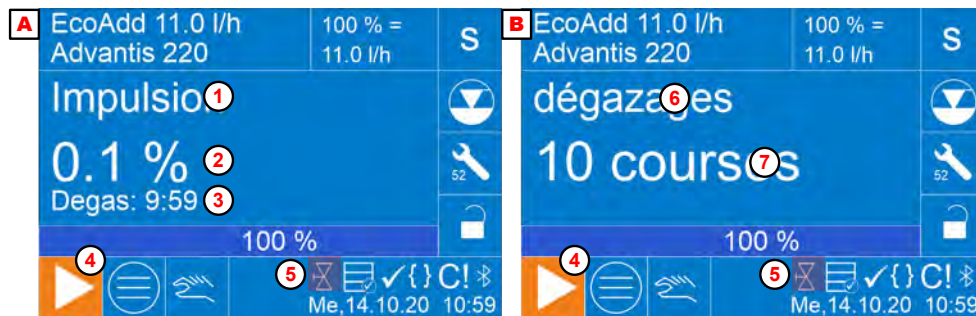 A
EcoAdd 11.0 l/h
Advantis 220
100 % =
11.0 l/h
S
Impulsion 1
0.1 % 2
Degas: 9:59 3
52
100 %
4
5
{} C!
Me,14.10.20 10:59
B
EcoAdd 11.0 l/h
Advantis 220
100 % =
11.0 l/h
S
dégazages 6
10 courses 7
52
100 %
4
5
{} C!
Me,14.10.20 10:59